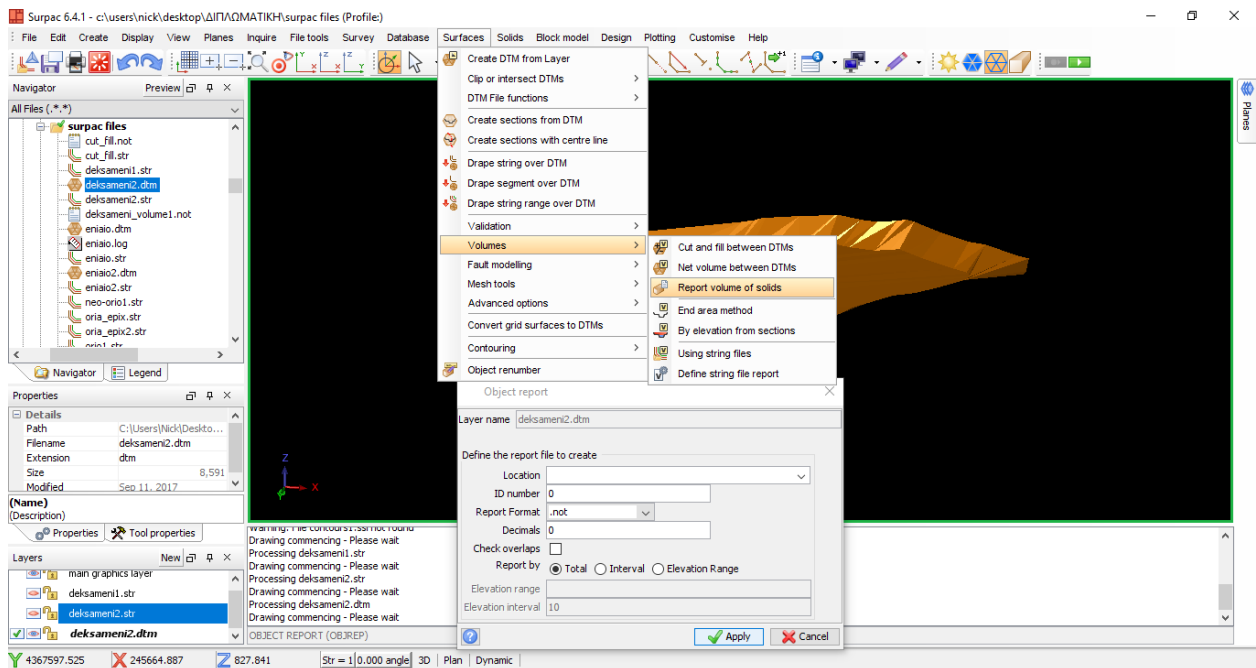 Surpac 6.4.1 - c:\users\nick\desktop\ΔΙΠΛΩΜΑΤΙΚΗ\surpac files (Profile:)
File Edit Create Display View Planes Inquire File tools Survey Database Surfaces Solids Block model Design Plotting Customise Help
Navigator Preview
All Files (.*.*)
surpac files
cut_fill.not
cut_fill.str
deksameni1.str
deksameni2.dtm
deksameni2.str
deksameni_volume1.not
eniaio.dtm
eniaio.log
eniaio.str
eniaio2.dtm
eniaio2.str
neo-orio1.str
oria_epix.str
oria_epix2.str
orio1.str
Navigator Legend
Properties
Details
Path C:\Users\Nick\Deskto...
Filename deksameni2.dtm
Extension dtm
Size 8,591
Modified Sep 11, 2017
(Name)
(Description)
Properties Tool properties
Layers New
main graphics layer
deksameni1.str
deksameni2.str
deksameni2.dtm
Create DTM from Layer
Clip or intersect DTMs
DTM File functions
Create sections from DTM
Create sections with centre line
Drape string over DTM
Drape segment over DTM
Drape string range over DTM
Validation
Volumes
Fault modelling
Mesh tools
Advanced options
Convert grid surfaces to DTMs
Contouring
Object renumber
Cut and fill between DTMs
Net volume between DTMs
Report volume of solids
End area method
By elevation from sections
Using string files
Define string file report
Planes
Z
X
Y
Object report
Layer name deksameni2.dtm
Define the report file to create
Location
ID number 0
Report Format .not
Decimals 0
Check overlaps
Report by Total Interval Elevation Range
Elevation range
Elevation interval 10
Apply Cancel
Warning: File contours1.ssi not found
Drawing commencing - Please wait
Processing deksameni1.str
Drawing commencing - Please wait
Processing deksameni2.str
Drawing commencing - Please wait
Processing deksameni2.dtm
Drawing commencing - Please wait
OBJECT REPORT (OBJREP)
Y 4367597.525 X 245664.887 Z 827.841 Str = 1 0.000 angle 3D Plan Dynamic